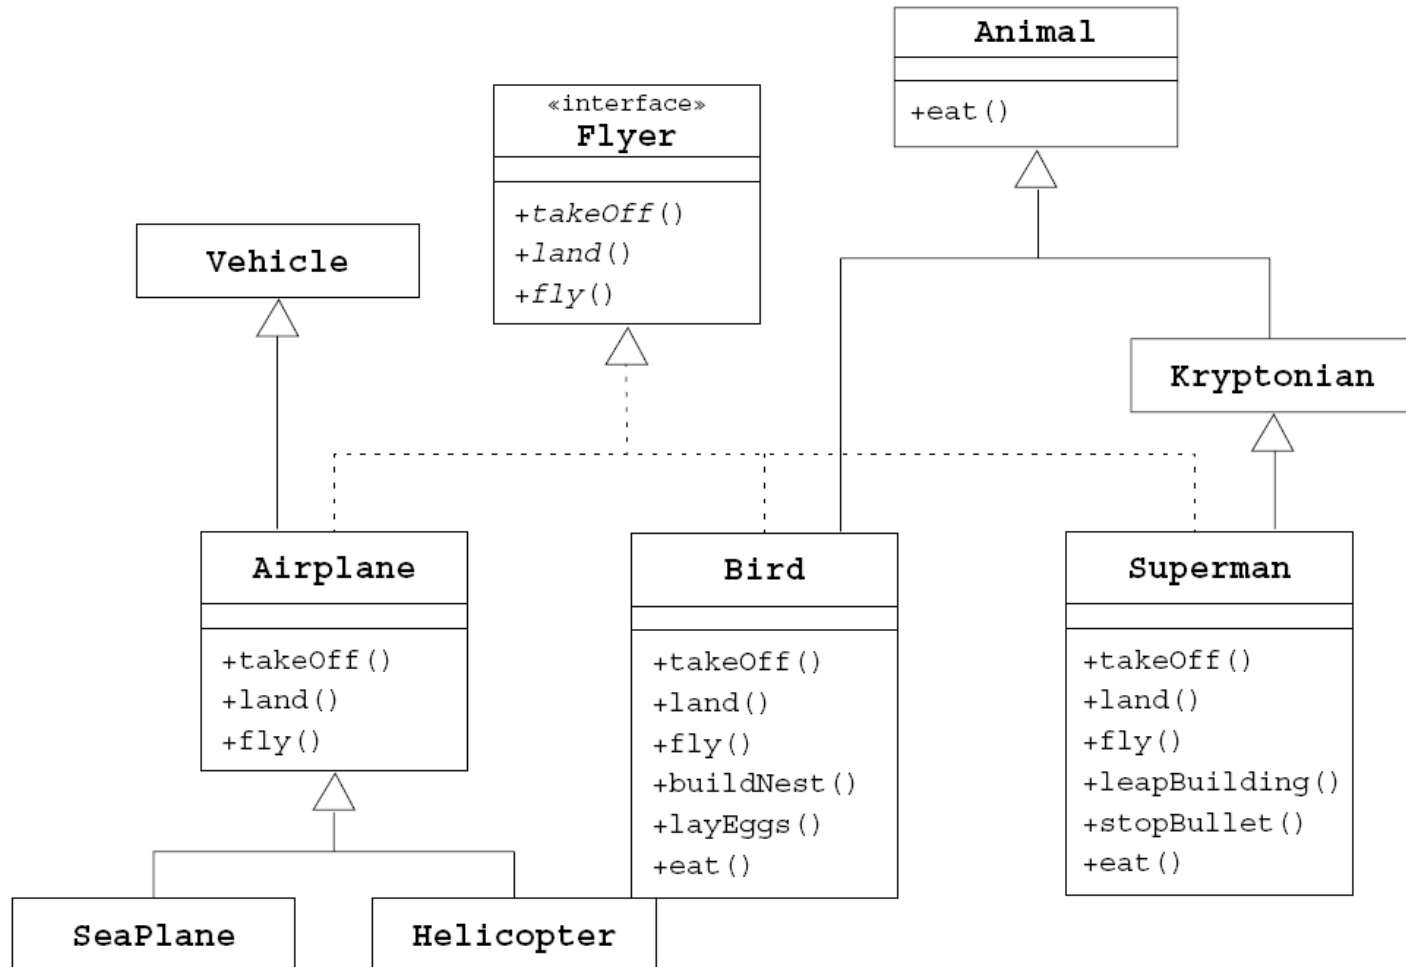 Animal
+eat()
«interface»
Flyer
+takeOff()
+land()
+fly()
Vehicle
Kryptonian
Airplane
+takeOff()
+land()
+fly()
Bird
+takeOff()
+land()
+fly()
+buildNest()
+layEggs()
+eat()
Superman
+takeOff()
+land()
+fly()
+leapBuilding()
+stopBullet()
+eat()
SeaPlane
Helicopter